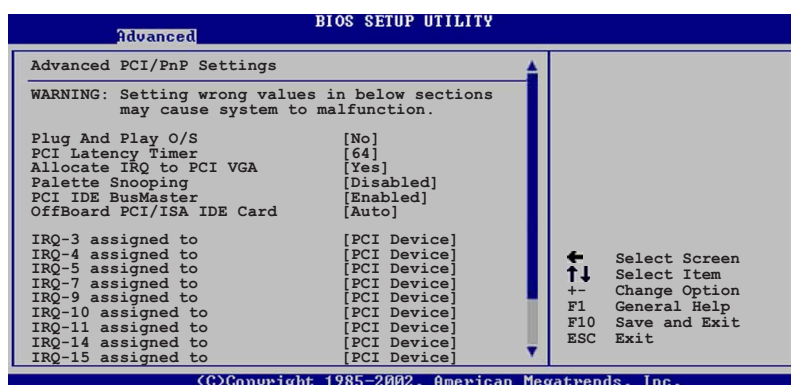 BIOS SETUP UTILITY
Advanced
Advanced PCI/PnP Settings
WARNING: Setting wrong values in below sections
may cause system to malfunction.
Plug And Play O/S [No]
PCI Latency Timer [64]
Allocate IRQ to PCI VGA [Yes]
Palette Snooping [Disabled]
PCI IDE BusMaster [Enabled]
OffBoard PCI/ISA IDE Card [Auto]
IRQ-3 assigned to [PCI Device]
IRQ-4 assigned to [PCI Device]
IRQ-5 assigned to [PCI Device]
IRQ-7 assigned to [PCI Device]
IRQ-9 assigned to [PCI Device]
IRQ-10 assigned to [PCI Device]
IRQ-11 assigned to [PCI Device]
IRQ-14 assigned to [PCI Device]
IRQ-15 assigned to [PCI Device]
← Select Screen
↑↓ Select Item
+- Change Option
F1 General Help
F10 Save and Exit
ESC Exit
(C)Copyright 1985-2002, American Megatrends, Inc.